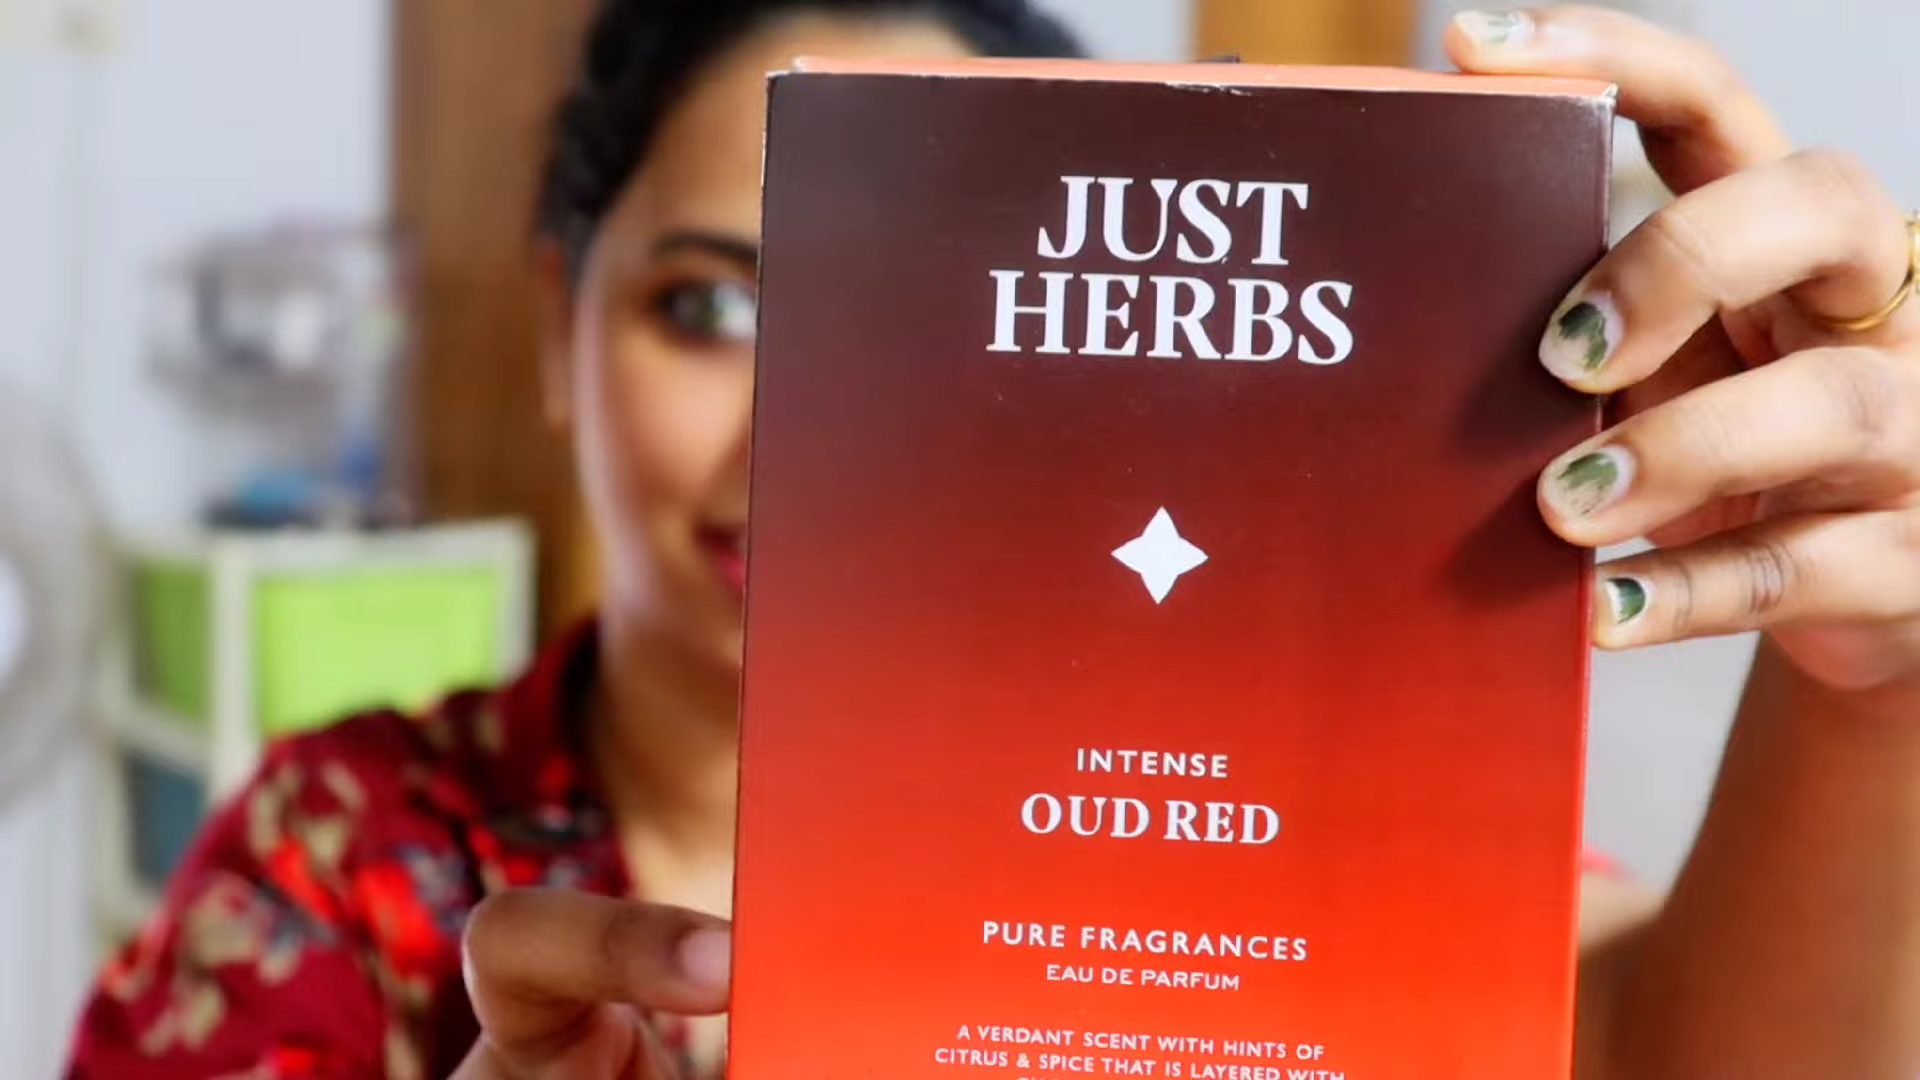 JUST
HERBS
INTENSE
OUD RED
PURE FRAGRANCES
EAU DE PARFUM
A VERDANT SCENT WITH HINTS OF
CITRUS & SPICE THAT IS LAYERED WITH